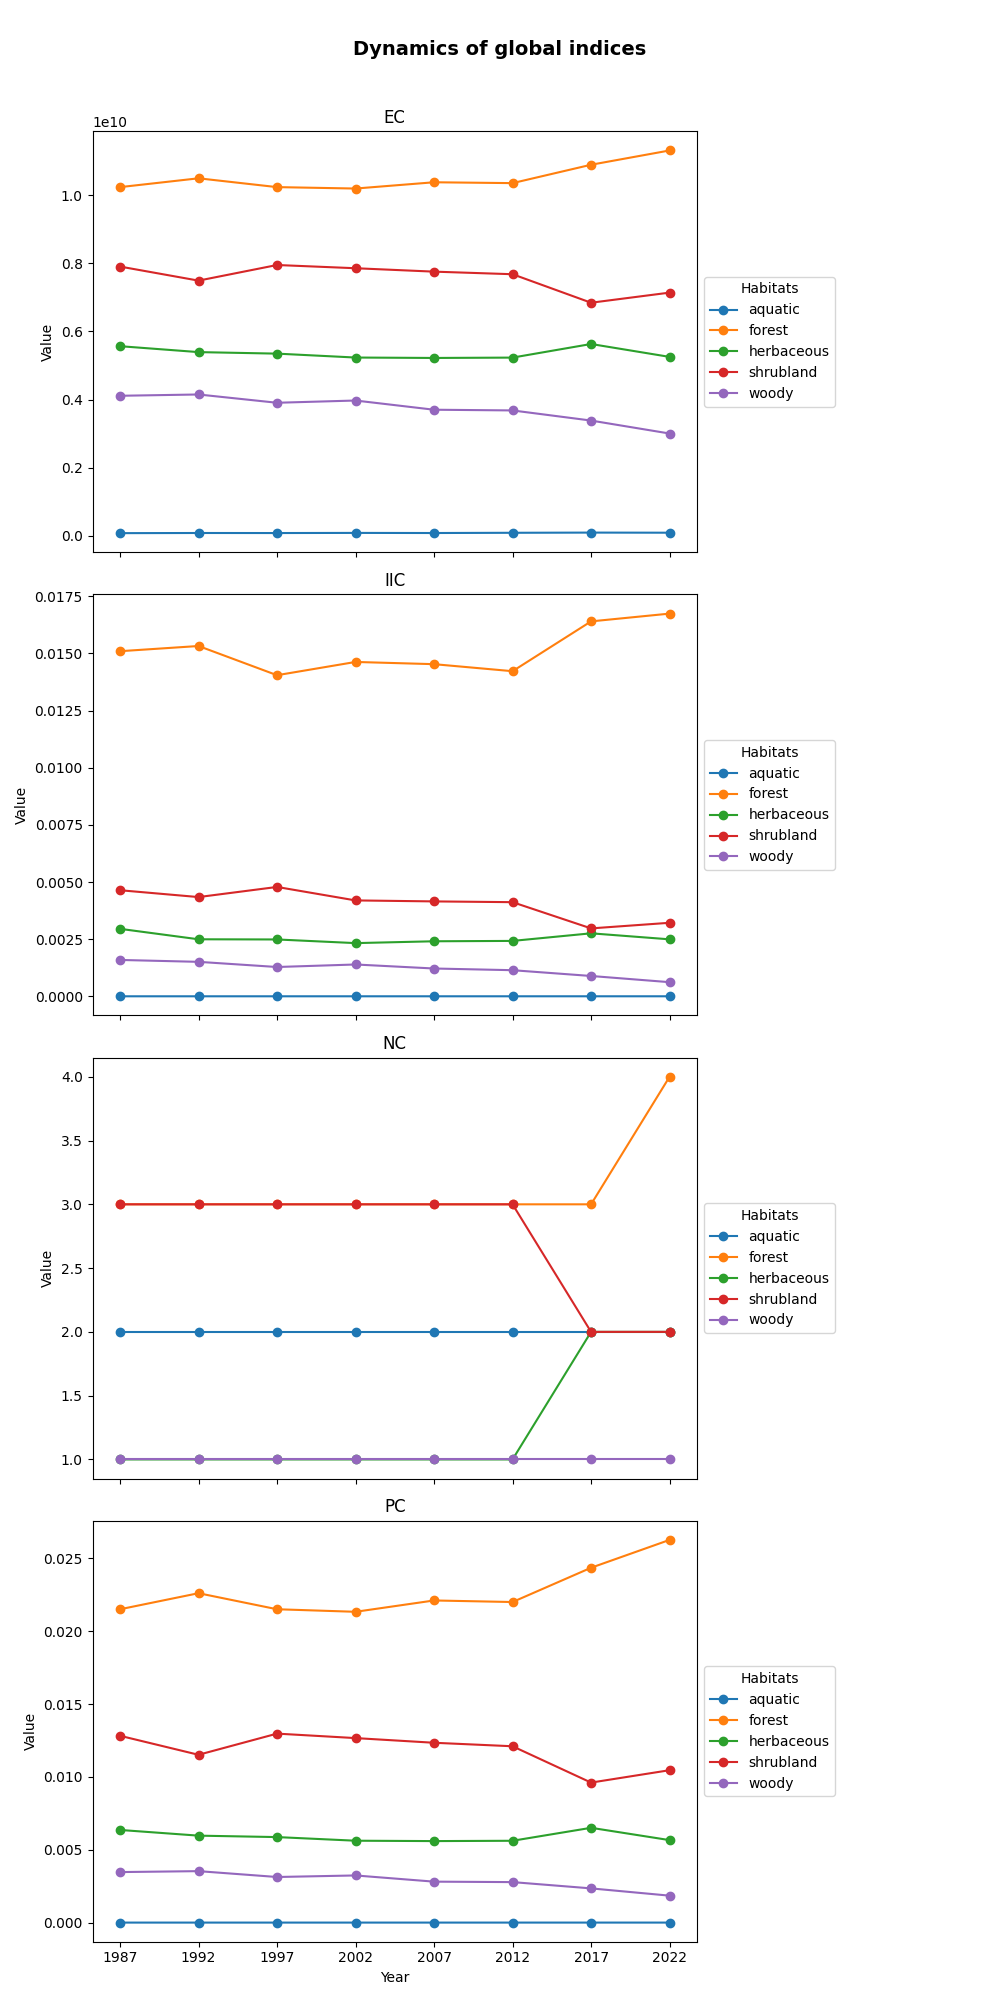 Dynamics of global indices
EC
1e10
1.0
0.8
0.6
0.4
0.2
0.0
Value
Habitats
aquatic
forest
herbaceous
shrubland
woody
IIC
0.0175
0.0150
0.0125
0.0100
0.0075
0.0050
0.0025
0.0000
Value
Habitats
aquatic
forest
herbaceous
shrubland
woody
NC
4.0
3.5
3.0
2.5
2.0
1.5
1.0
Value
Habitats
aquatic
forest
herbaceous
shrubland
woody
PC
0.025
0.020
0.015
0.010
0.005
0.000
Value
Habitats
aquatic
forest
herbaceous
shrubland
woody
1987 1992 1997 2002 2007 2012 2017 2022
Year